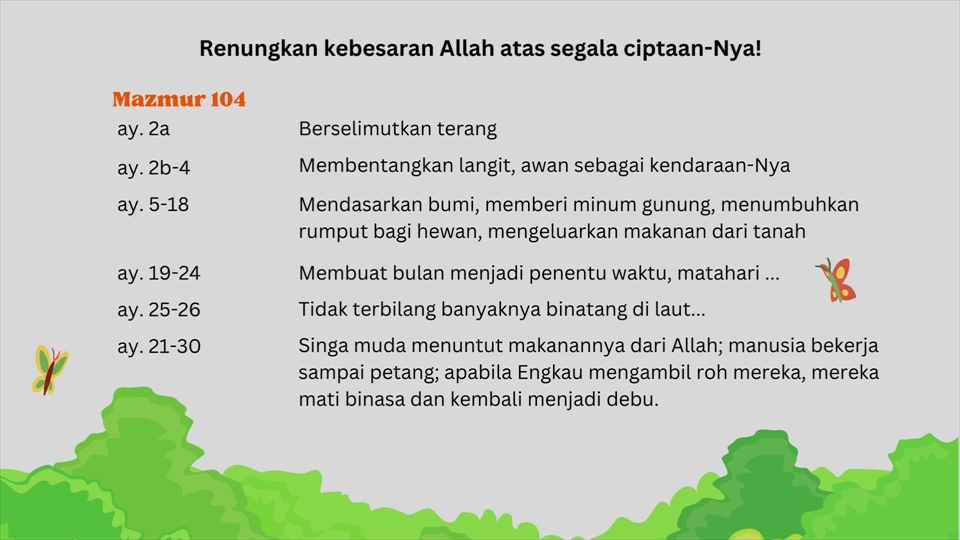 Renungkan kebesaran Allah atas segala ciptaan-Nya!
Mazmur 104
ay. 2a Berselimutkan terang
ay. 2b-4 Membentangkan langit, awan sebagai kendaraan-Nya
ay. 5-18 Mendasarkan bumi, memberi minum gunung, menumbuhkan
rumput bagi hewan, mengeluarkan makanan dari tanah
ay. 19-24 Membuat bulan menjadi penentu waktu, matahari ...
ay. 25-26 Tidak terbilang banyaknya binatang di laut...
ay. 21-30 Singa muda menuntut makanannya dari Allah; manusia bekerja
sampai petang; apabila Engkau mengambil roh mereka, mereka
mati binasa dan kembali menjadi debu.